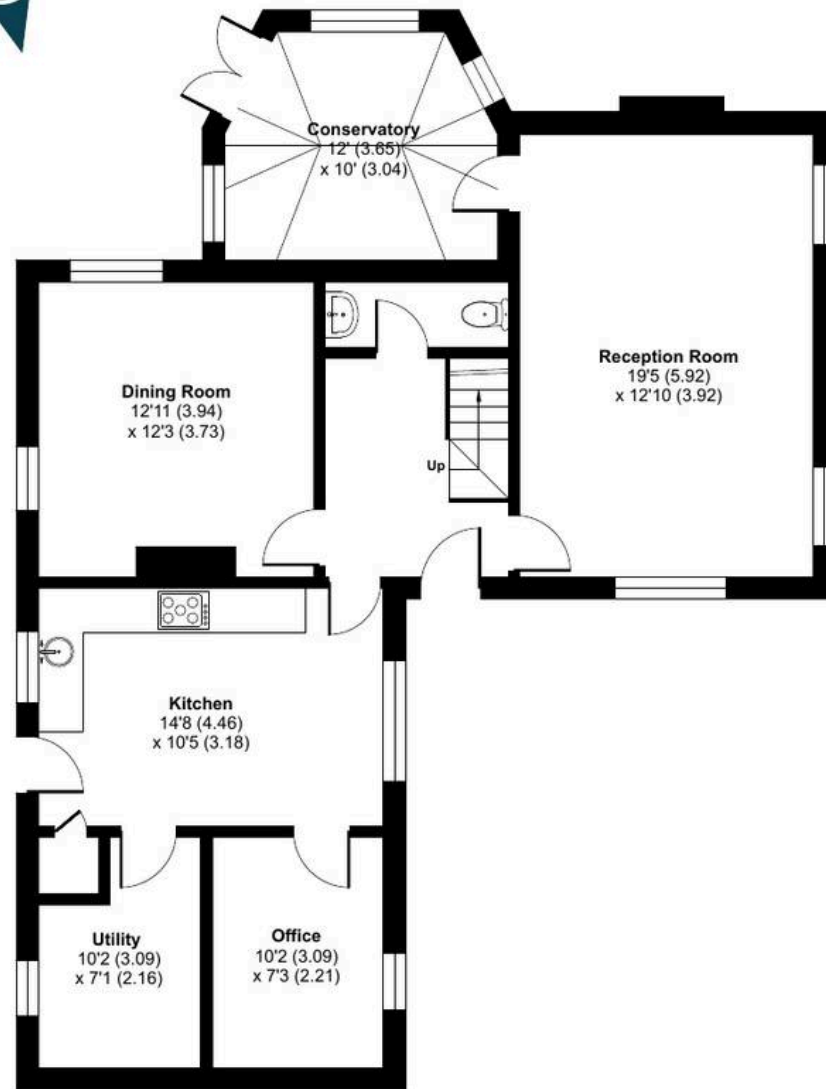 Conservatory
12' (3.65)
x 10' (3.04)
Dining Room
12'11 (3.94)
x 12'3 (3.73)
Reception Room
19'5 (5.92)
x 12'10 (3.92)
Up
Kitchen
14'8 (4.46)
x 10'5 (3.18)
Utility
10'2 (3.09)
x 7'1 (2.16)
Office
10'2 (3.09)
x 7'3 (2.21)